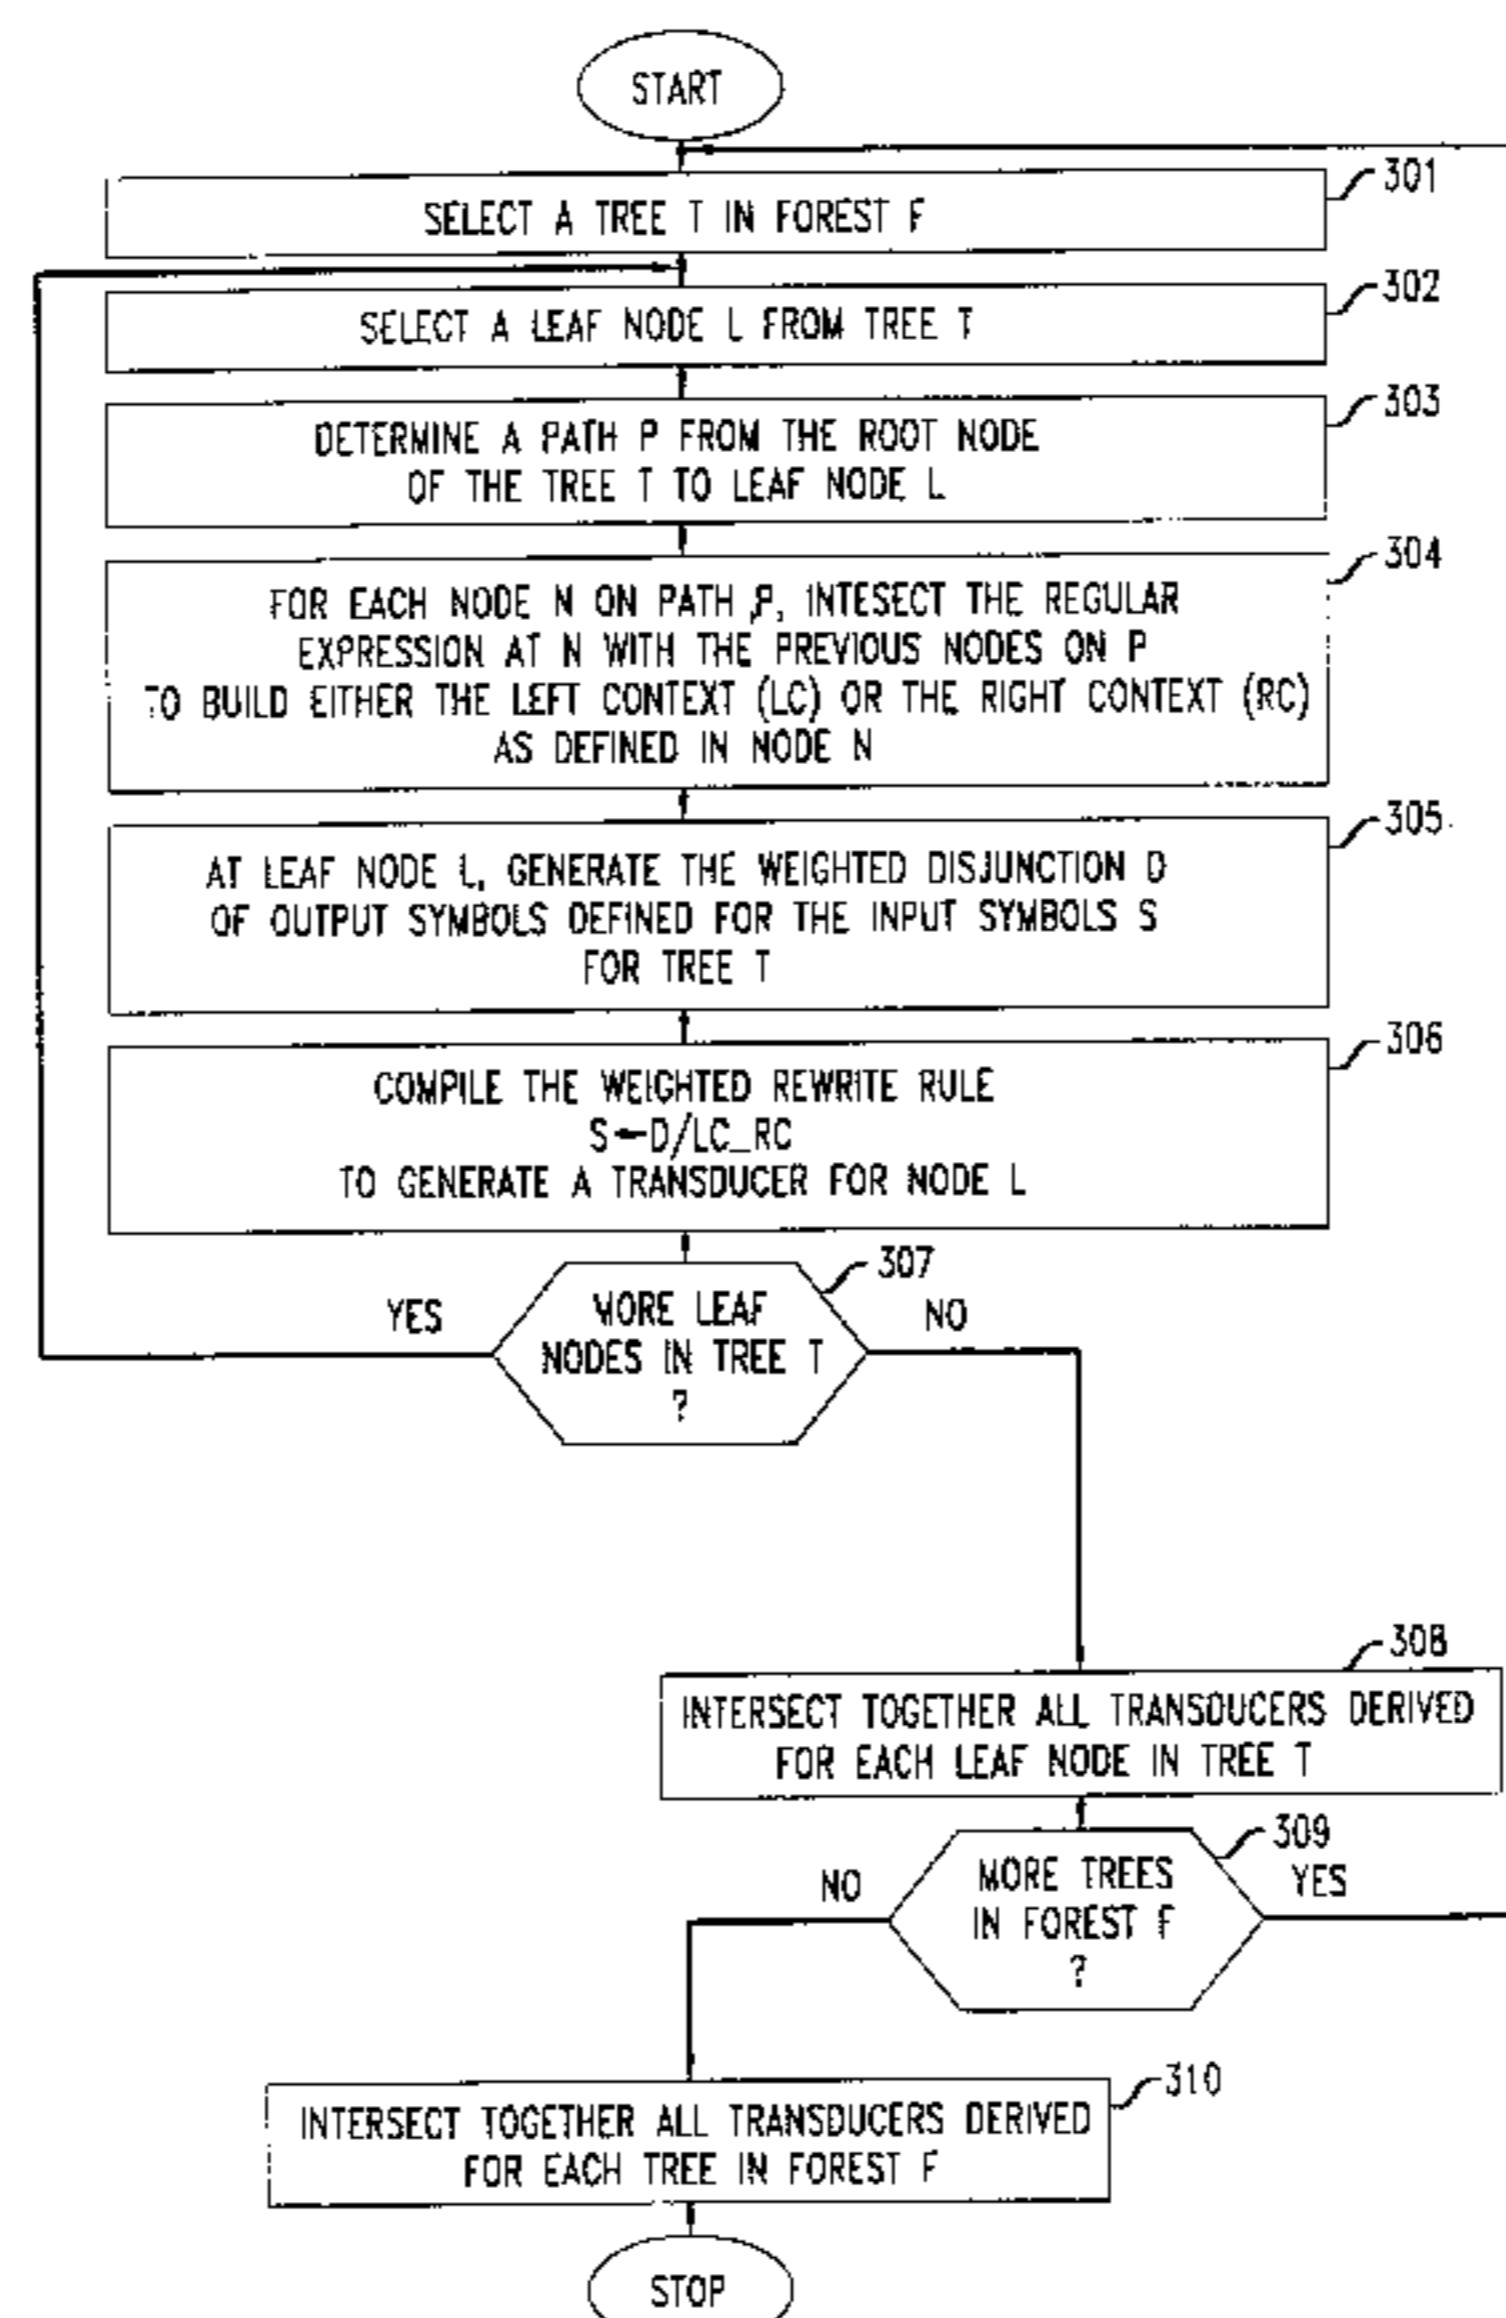 START
301
SELECT A TREE T IN FOREST F
302
SELECT A LEAF NODE L FROM TREE T
303
DETERMINE A PATH P FROM THE ROOT NODE
OF THE TREE T TO LEAF NODE L
304
FOR EACH NODE N ON PATH P, INTESECT THE REGULAR
EXPRESSION AT N WITH THE PREVIOUS NODES ON P
TO BUILD EITHER THE LEFT CONTEXT (LC) OR THE RIGHT CONTEXT (RC)
AS DEFINED IN NODE N
305
AT LEAF NODE L, GENERATE THE WEIGHTED DISJUNCTION D
OF OUTPUT SYMBOLS DEFINED FOR THE INPUT SYMBOLS S
FOR TREE T
306
COMPILE THE WEIGHTED REWRITE RULE
S←D/LC_RC
TO GENERATE A TRANSDUCER FOR NODE L
307
YES
MORE LEAF
NODES IN TREE T
?
NO
308
INTERSECT TOGETHER ALL TRANSDUCERS DERIVED
FOR EACH LEAF NODE IN TREE T
309
NO
MORE TREES
IN FOREST F
?
YES
310
INTERSECT TOGETHER ALL TRANSDUCERS DERIVED
FOR EACH TREE IN FOREST F
STOP